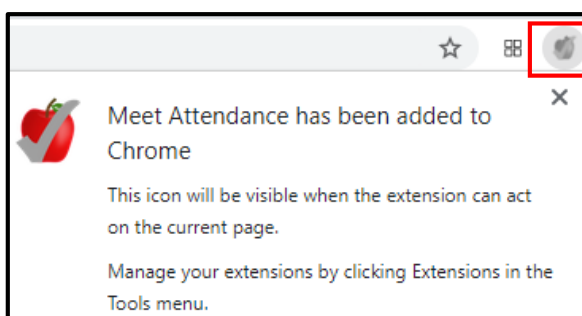 Meet Attendance has been added to
Chrome
This icon will be visible when the extension can act
on the current page.
Manage your extensions by clicking Extensions in the
Tools menu.